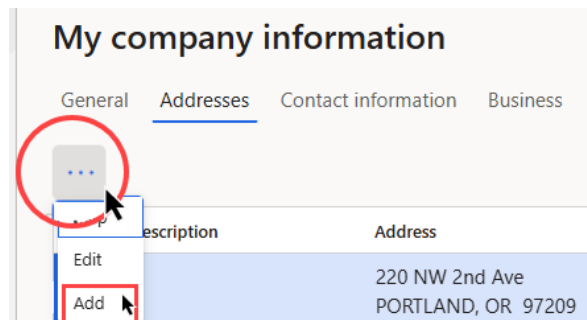 My company information
General Addresses Contact information Business
...
escription Address
Edit
220 NW 2nd Ave
Add
PORTLAND, OR 97209